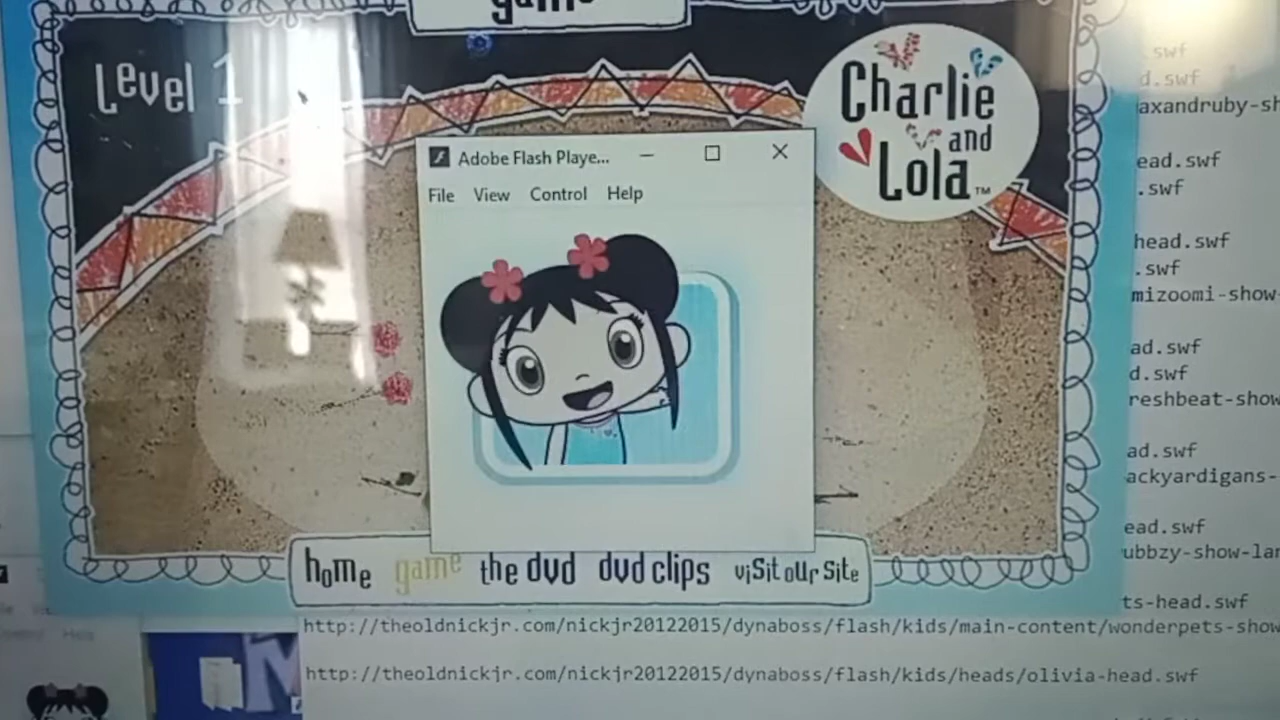 game
Level 1
Charlie
and
Lola™
Adobe Flash Playe...
File View Control Help
home game the dvd dvd clips visit our site
.swf
d.swf
axandruby-sh
ead.swf
.swf
head.swf
.swf
mizoomi-show-
ad.swf
d.swf
reshbeat-show
ad.swf
ackyardigans-
ead.swf
ubbzy-show-lar
ts-head.swf
http://theoldnickjr.com/nickjr20122015/dynaboss/flash/kids/main-content/wonderpets-show
http://theoldnickjr.com/nickjr20122015/dynaboss/flash/kids/heads/olivia-head.swf